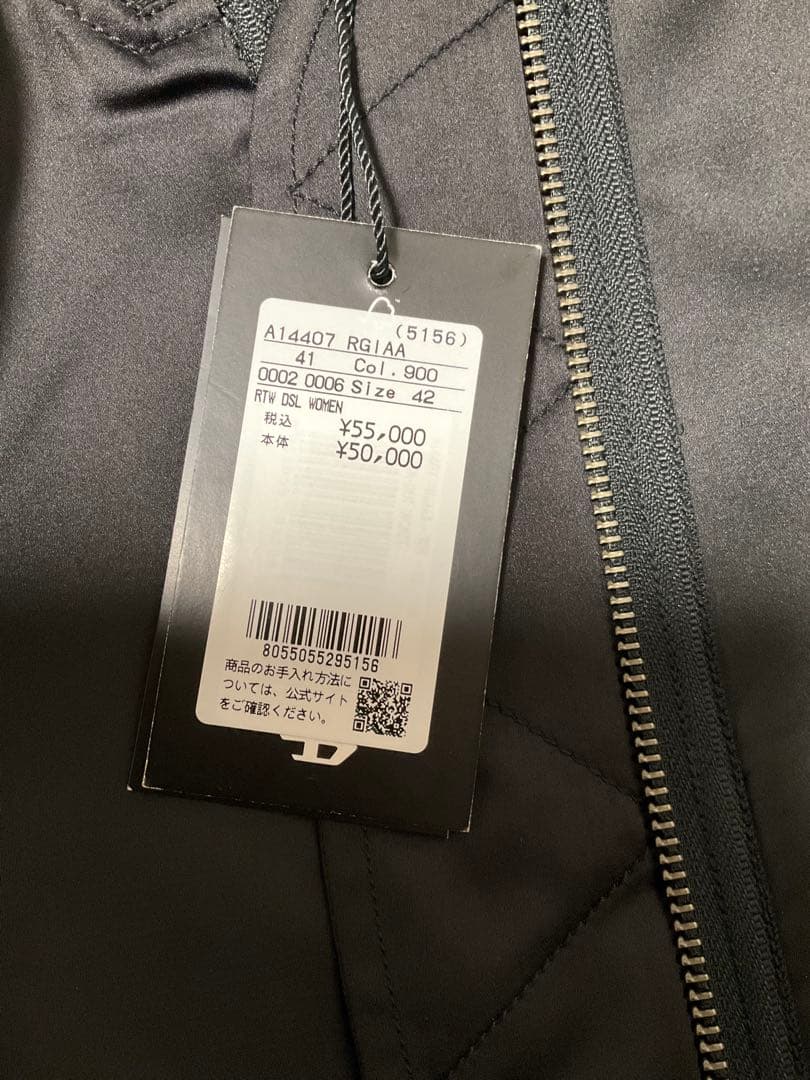 (5156)
A14407 RGIAA
41 Col.900
0002 0006 Size 42
RTW DSL WOMEN
税込 ¥55,000
本体 ¥50,000
8055055295156
商品のお手入れ方法に
ついては、公式サイト
をご確認ください。